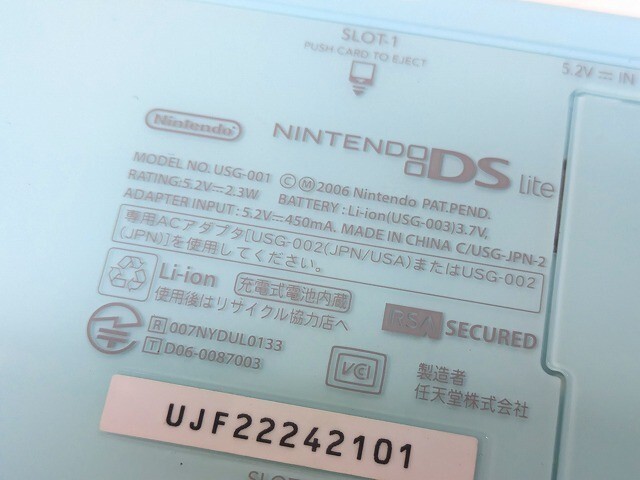 SLOT-1
PUSH CARD TO EJECT
5.2V ⎓ IN
Nintendo
NINTENDO DS lite
MODEL NO. USG-001 Ⓒ Ⓜ 2006 Nintendo PAT.PEND.
RATING:5.2V⎓2.3W BATTERY : Li-ion(USG-003)3.7V,
ADAPTER INPUT : 5.2V⎓450mA. MADE IN CHINA C/USG-JPN-2
専用ACアダプタ[USG-002(JPN/USA)またはUSG-002
(JPN)]を使用してください。
Li-ion 充電式電池内蔵
使用後はリサイクル協力店へ
RSA SECURED
R 007NYDUL0133
T D06-0087003
VCI
製造者
任天堂株式会社
UJF22242101